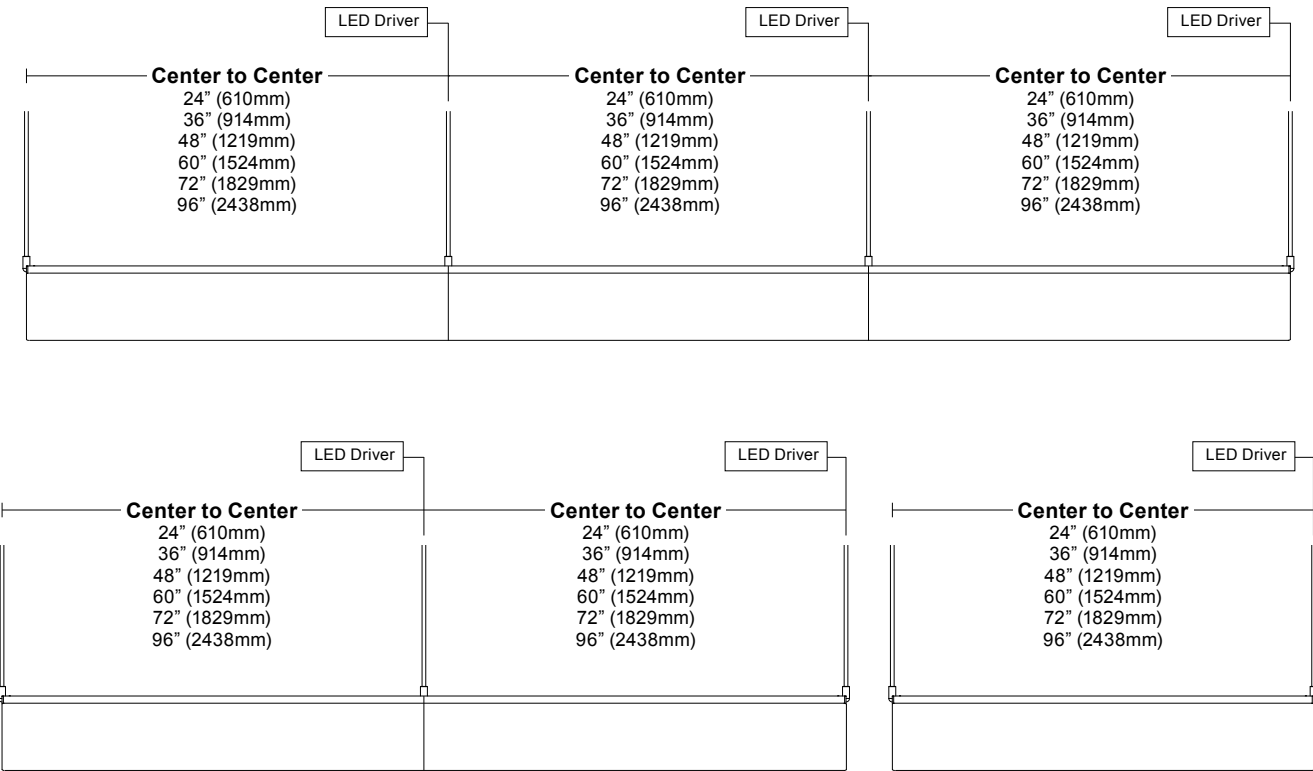 LED Driver
LED Driver
LED Driver
Center to Center
24” (610mm)
36” (914mm)
48” (1219mm)
60” (1524mm)
72” (1829mm)
96” (2438mm)
Center to Center
24” (610mm)
36” (914mm)
48” (1219mm)
60” (1524mm)
72” (1829mm)
96” (2438mm)
Center to Center
24” (610mm)
36” (914mm)
48” (1219mm)
60” (1524mm)
72” (1829mm)
96” (2438mm)
LED Driver
LED Driver
LED Driver
Center to Center
24” (610mm)
36” (914mm)
48” (1219mm)
60” (1524mm)
72” (1829mm)
96” (2438mm)
Center to Center
24” (610mm)
36” (914mm)
48” (1219mm)
60” (1524mm)
72” (1829mm)
96” (2438mm)
Center to Center
24” (610mm)
36” (914mm)
48” (1219mm)
60” (1524mm)
72” (1829mm)
96” (2438mm)